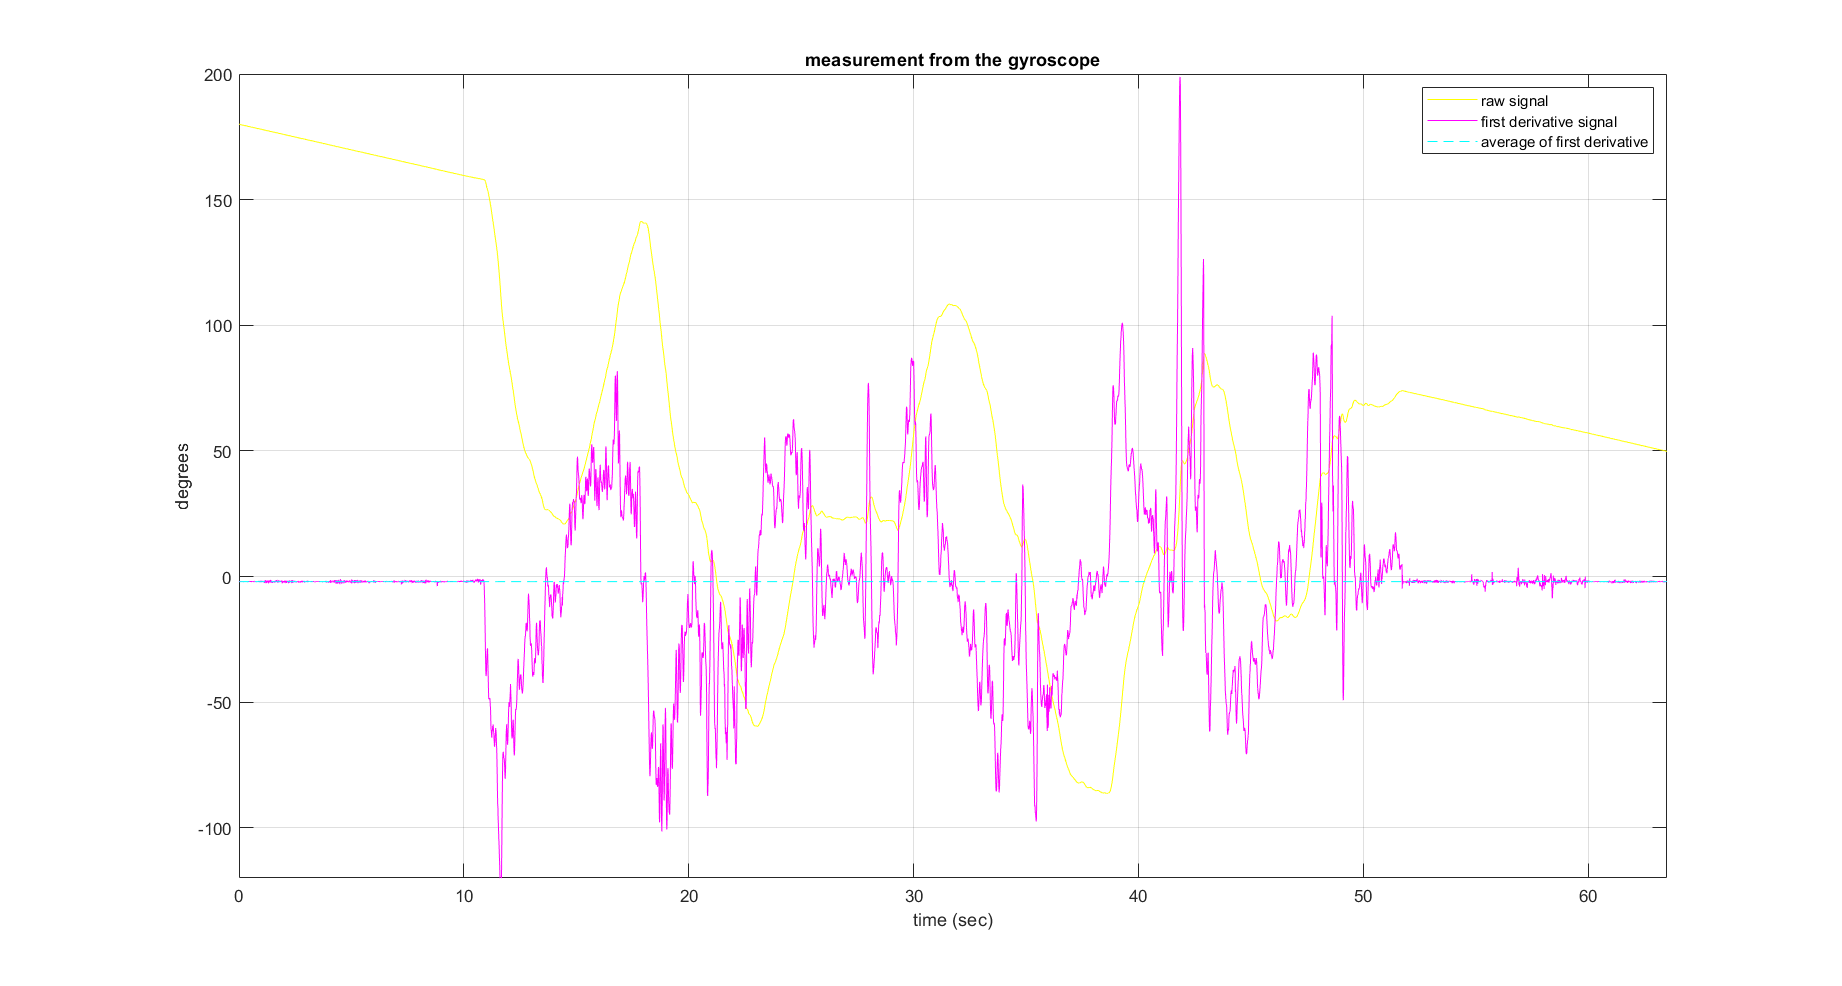 measurement from the gyroscope
200
150
100
50
0
-50
-100
degrees
raw signal
first derivative signal
average of first derivative
0 10 20 30 40 50 60
time (sec)